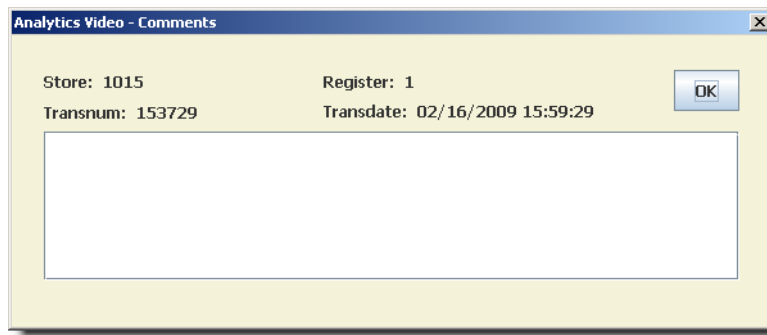 Analytics Video - Comments
Store: 1015 Register: 1
OK
Transnum: 153729 Transdate: 02/16/2009 15:59:29